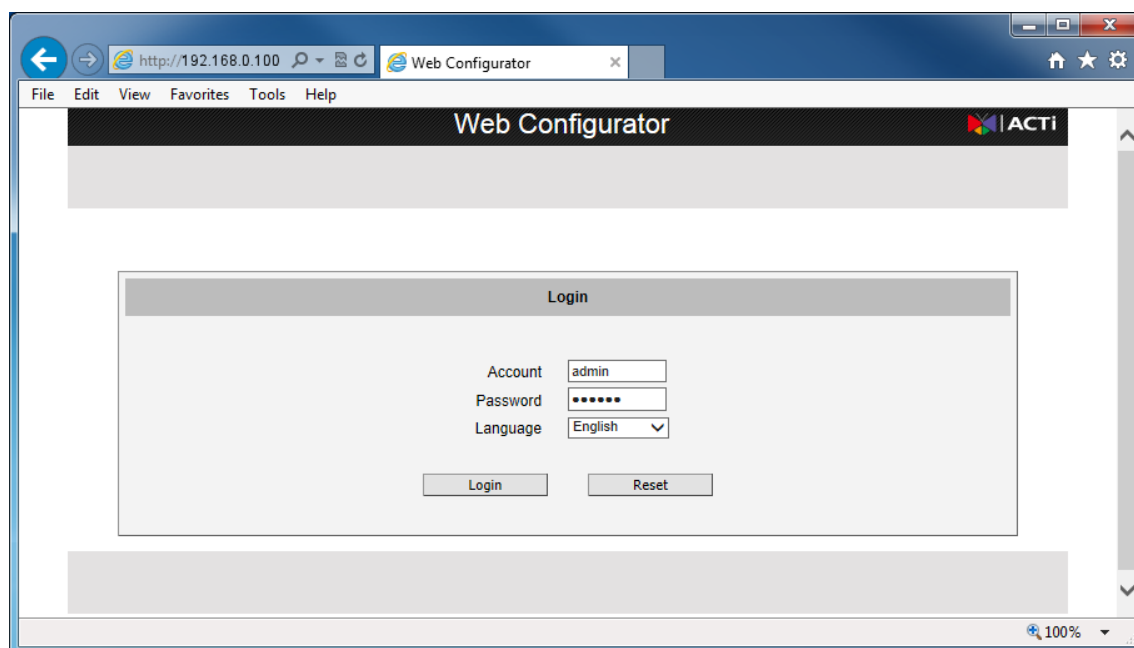 http://192.168.0.100 Web Configurator
File Edit View Favorites Tools Help
Web Configurator ACTi
Login
Account admin
Password ••••••
Language English
Login Reset
100%